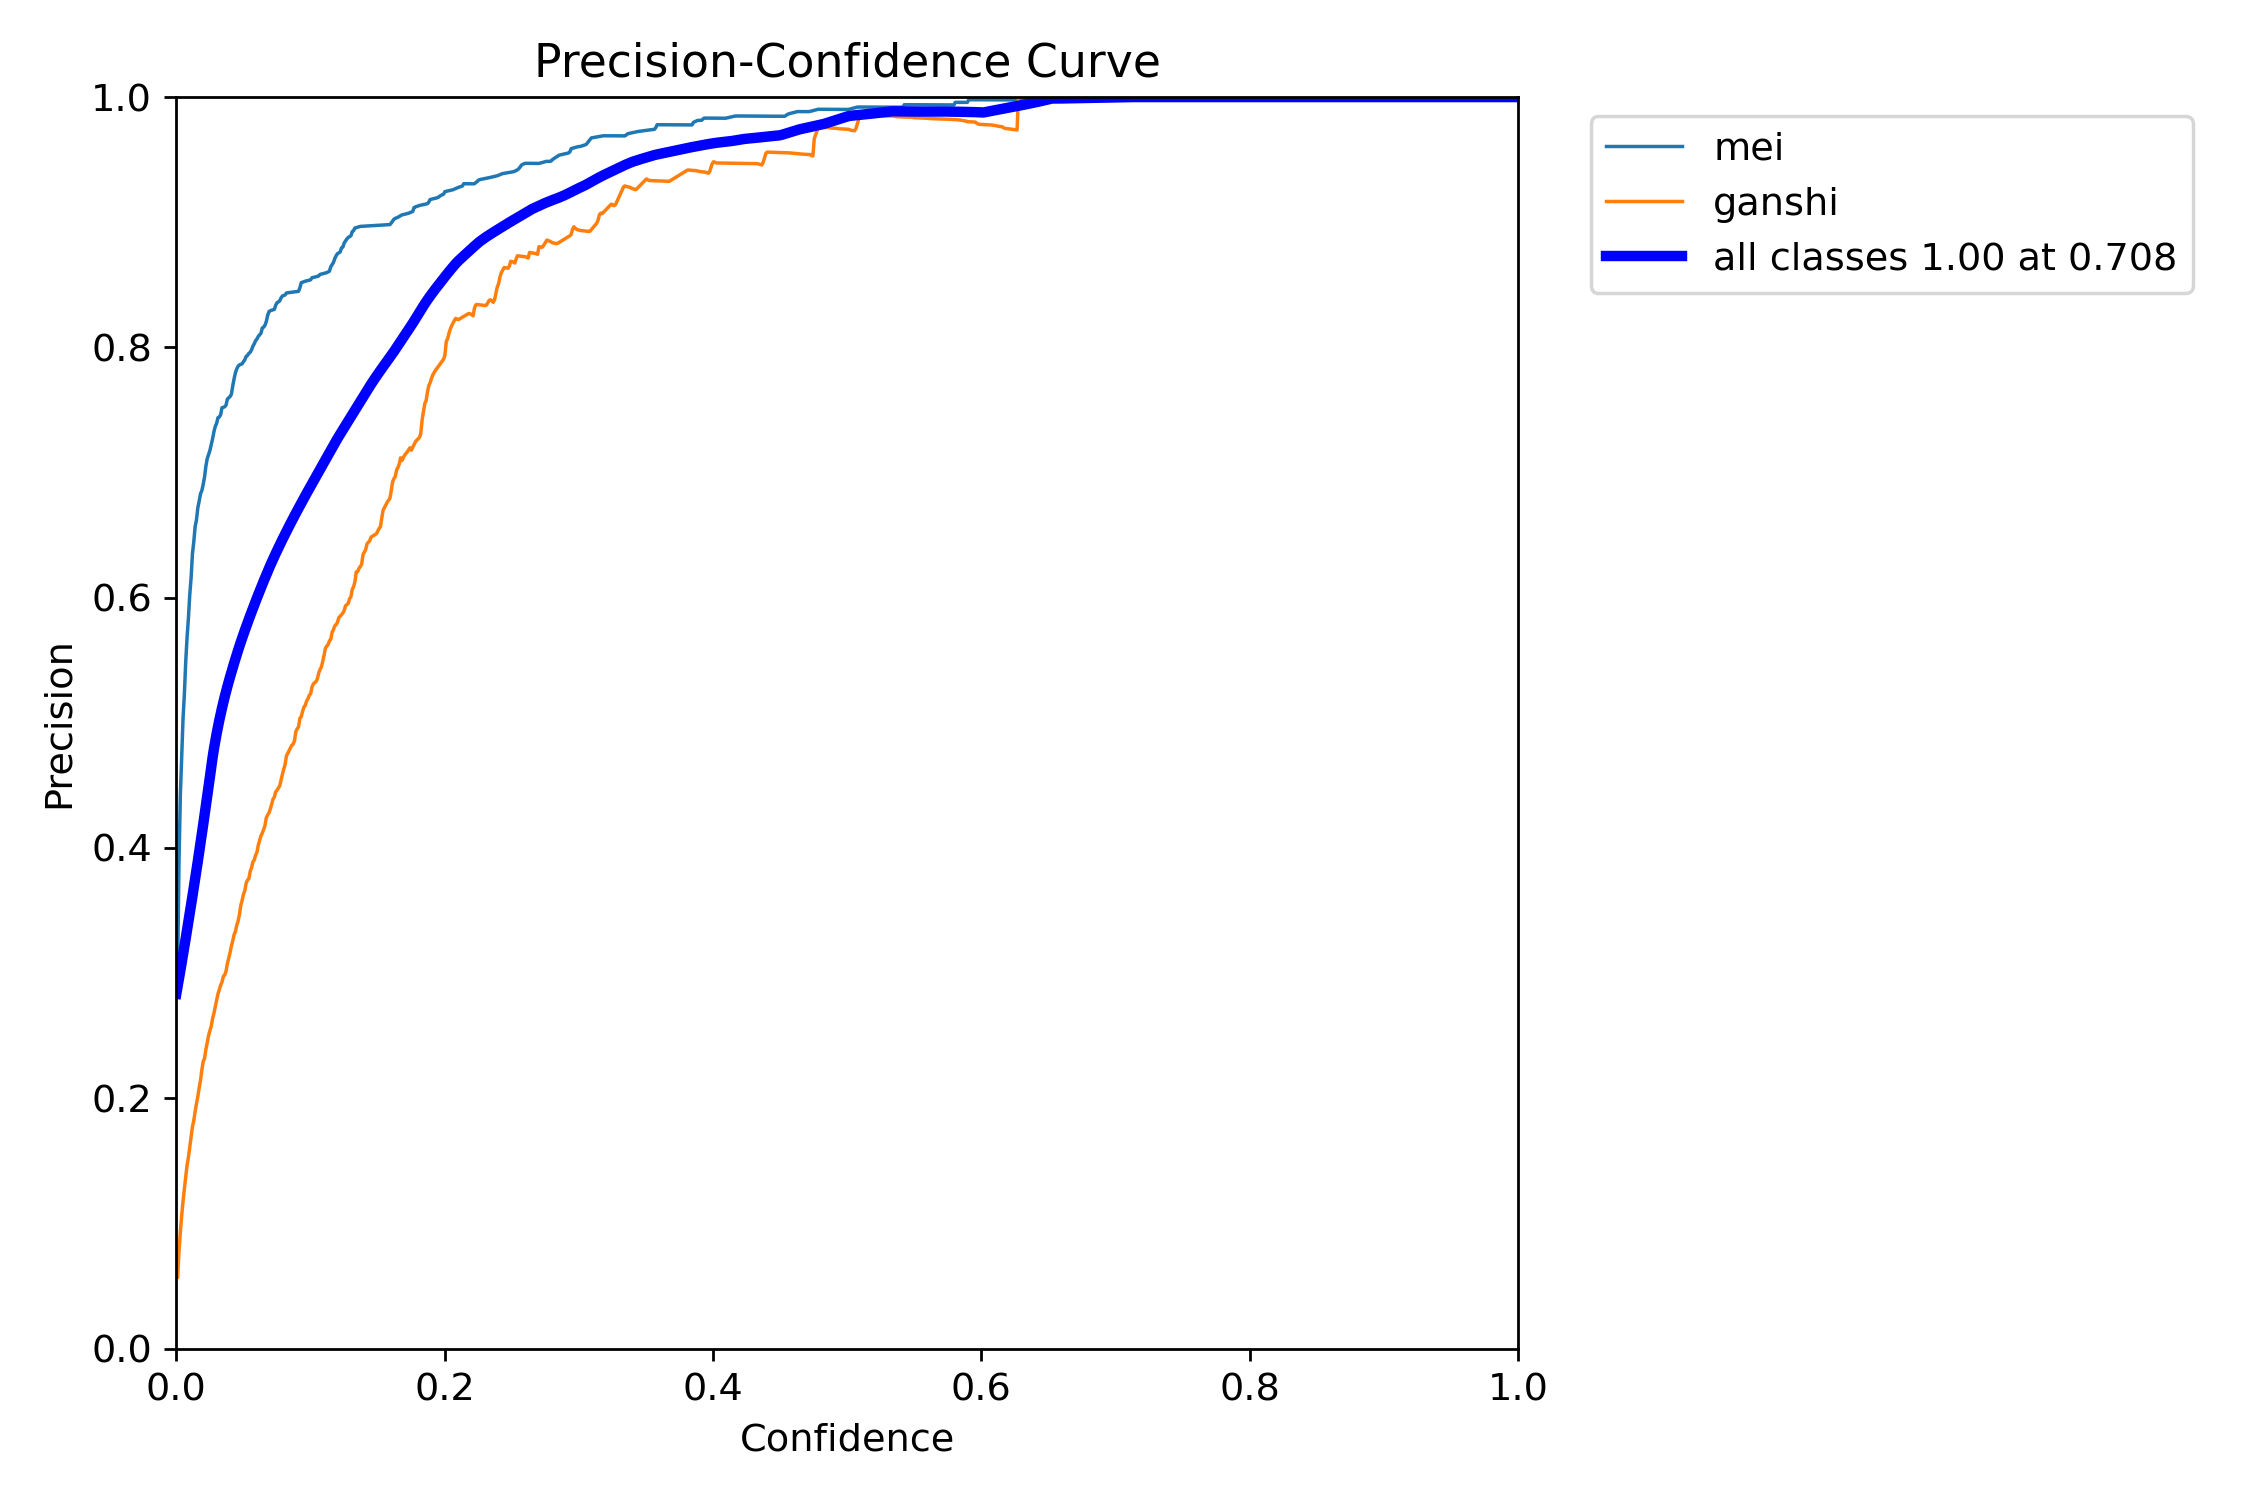 Precision-Confidence Curve
1.0
0.8
0.6
0.4
0.2
0.0
Precision
0.0 0.2 0.4 0.6 0.8 1.0
Confidence
mei
ganshi
all classes 1.00 at 0.708